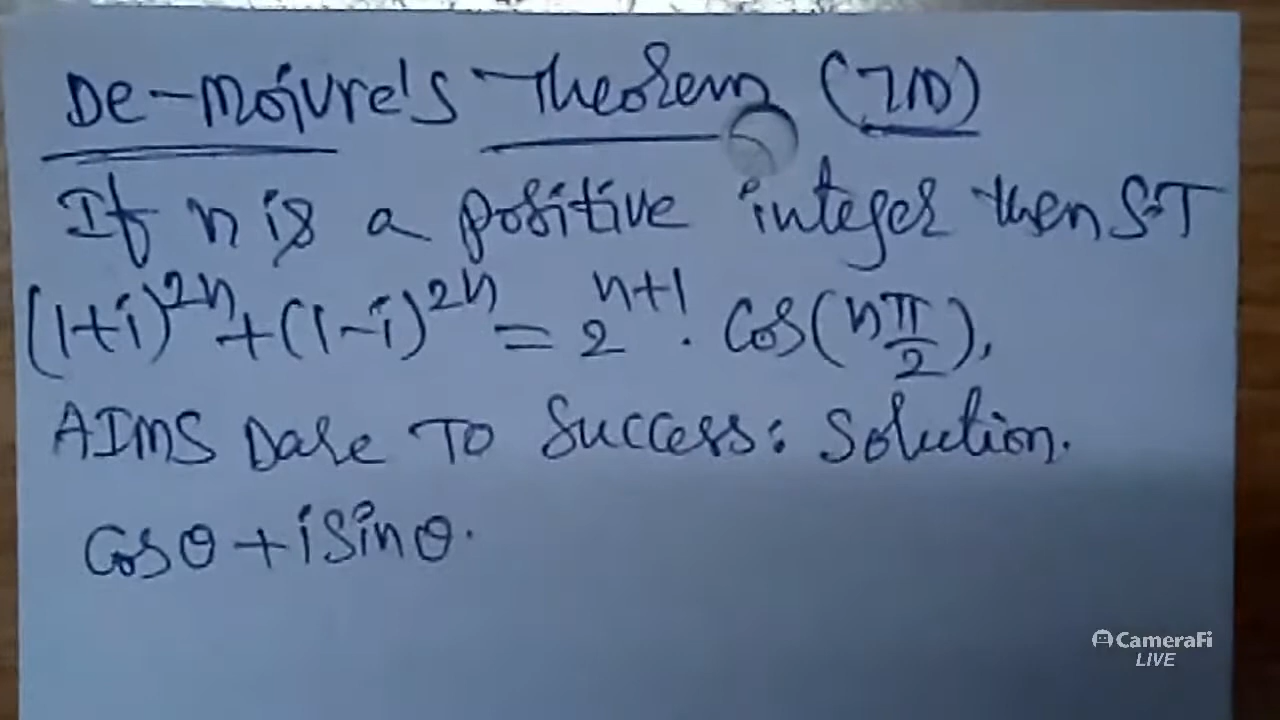 De-Moivre's Theorem (7M)
If n is a positive integer then S.T
(1+i)^2n + (1-i)^2n = 2^n+1 . Cos(nπ/2).
AIMS Dare To Success: Solution.
Cosθ + i Sinθ.
CameraFi
LIVE